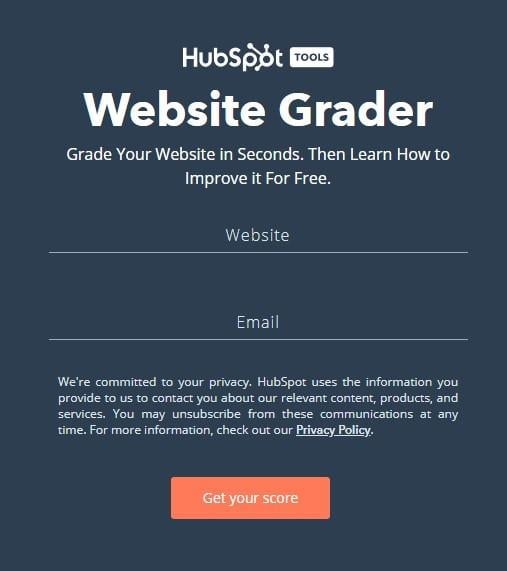 HubSpot TOOLS
Website Grader
Grade Your Website in Seconds. Then Learn How to
Improve it For Free.
Website
Email
We're committed to your privacy. HubSpot uses the information you
provide to us to contact you about our relevant content, products, and
services. You may unsubscribe from these communications at any
time. For more information, check out our Privacy Policy.
Get your score